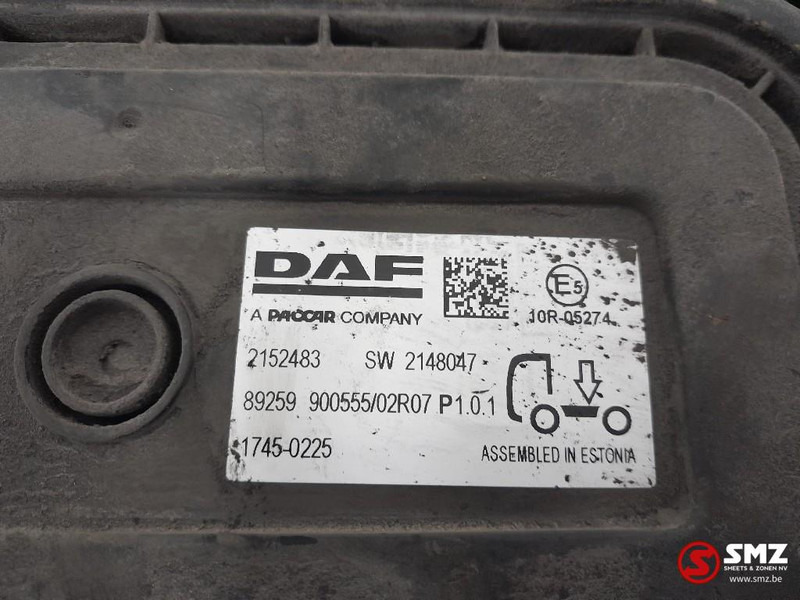 DAF
A PACCAR COMPANY
E5
10R-05274
2152483 SW 2148047
89259 900555/02R07 P1.0.1
1745-0225
ASSEMBLED IN ESTONIA
SMZ
SMEETS & ZONEN NV
www.smz.be